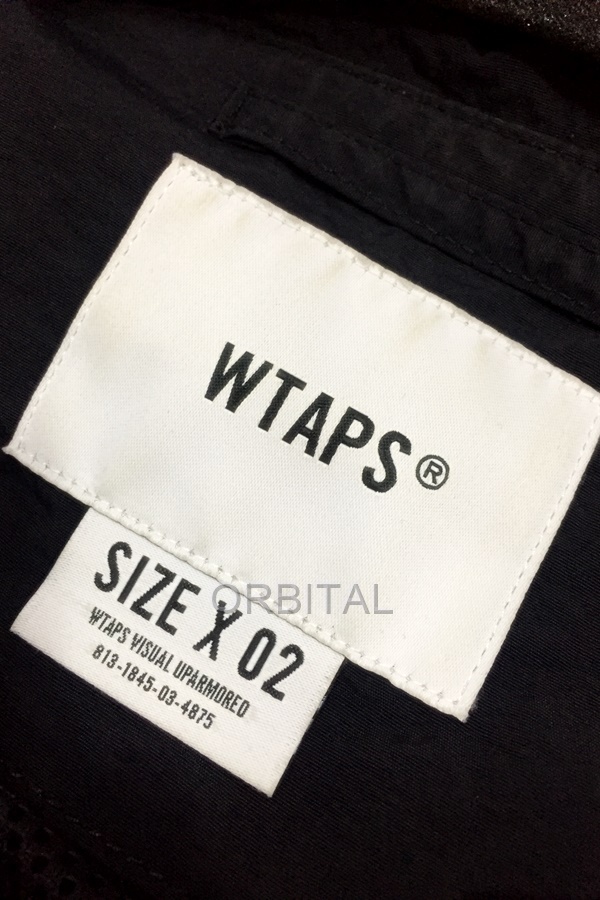 WTAPS®
ORBITAL
SIZE X 02
WTAPS VISUAL UPARMORED
813-1845-03-4875